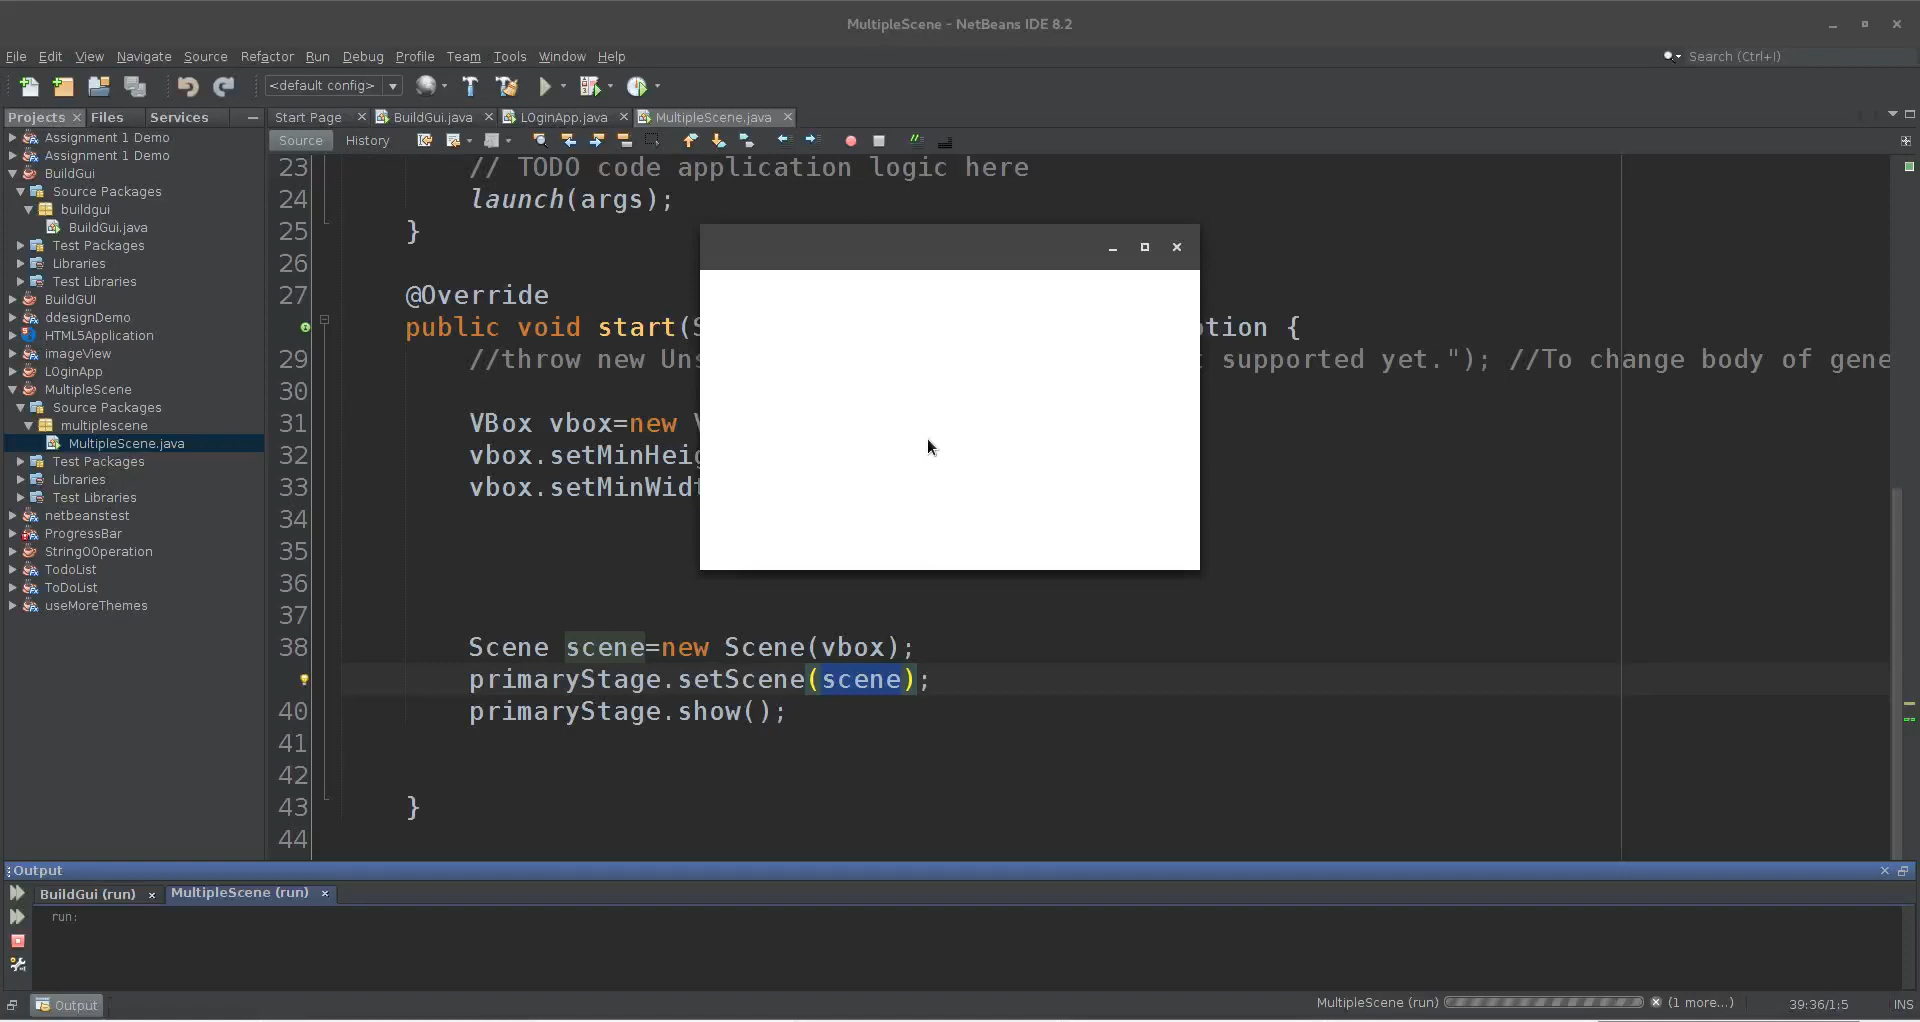 MultipleScene - NetBeans IDE 8.2
File Edit View Navigate Source Refactor Run Debug Profile Team Tools Window Help
Search (Ctrl+I)
<default config>
Projects Files Services
Start Page BuildGui.java LOginApp.java MultipleScene.java
Source History
Assignment 1 Demo
Assignment 1 Demo
BuildGui
Source Packages
buildgui
BuildGui.java
Test Packages
Libraries
Test Libraries
BuildGUI
ddesignDemo
HTML5Application
imageView
LOginApp
MultipleScene
Source Packages
multiplescene
MultipleScene.java
Test Packages
Libraries
Test Libraries
netbeanstest
ProgressBar
StringOOperation
TodoList
ToDoList
useMoreThemes
23 // TODO code application logic here
24 launch(args);
25 }
26
27 @Override
public void start(S tion {
29 //throw new Uns supported yet."); //To change body of gene
30
31 VBox vbox=new
32 vbox.setMinHeig
33 vbox.setMinWidt
34
35
36
37
38 Scene scene=new Scene(vbox);
primaryStage.setScene(scene);
40 primaryStage.show();
41
42
43 }
44
Output
BuildGui (run) MultipleScene (run)
run:
Output
MultipleScene (run) (1 more...) 39:36/1:5 INS